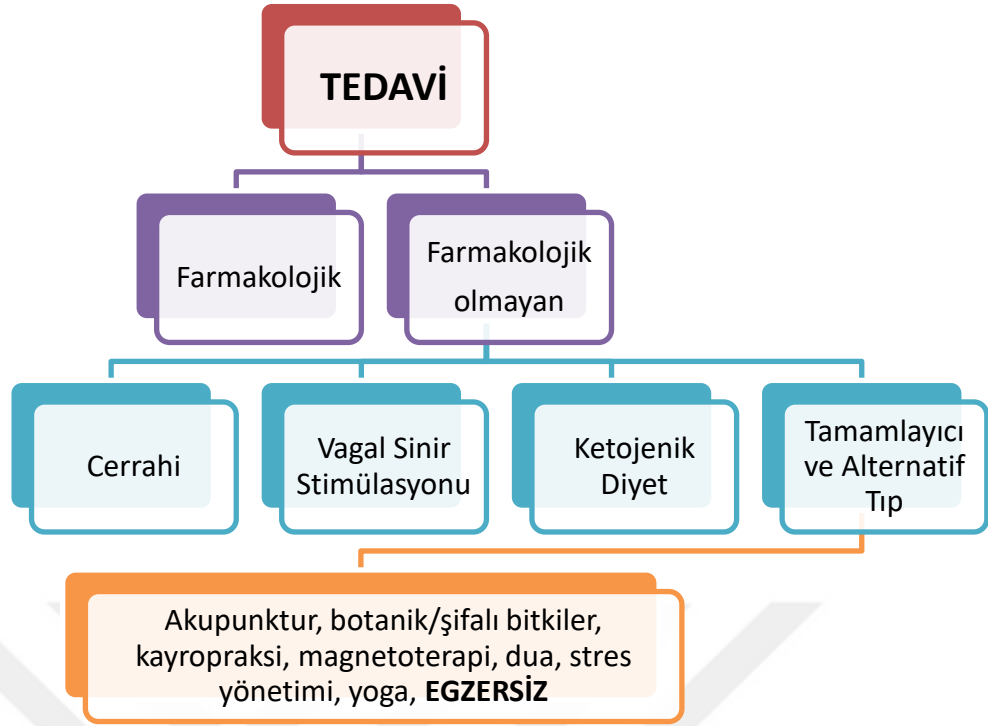 TEDAVİ
Farmakolojik
Farmakolojik
olmayan
Cerrahi
Vagal Sinir
Stimülasyonu
Ketojenik
Diyet
Tamamlayıcı
ve Alternatif
Tıp
Akupunktur, botanik/şifalı bitkiler,
kayropraksi, magnetoterapi, dua, stres
yönetimi, yoga, EGZERSİZ